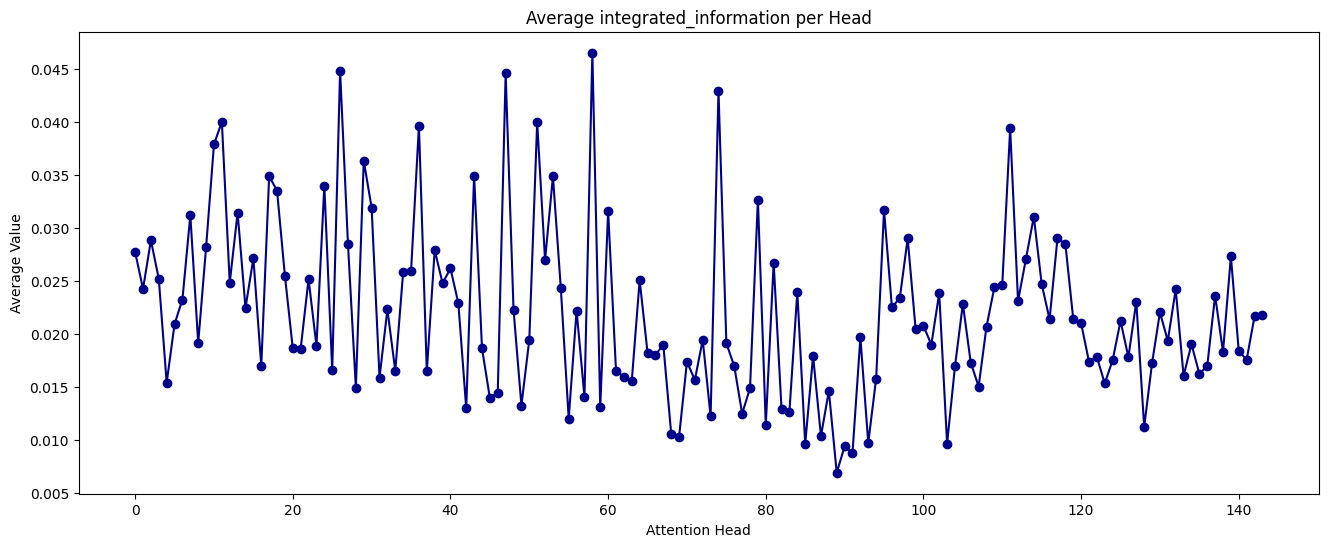 Average integrated_information per Head
Average Value
0.045
0.040
0.035
0.030
0.025
0.020
0.015
0.010
0.005
0 20 40 60 80 100 120 140
Attention Head